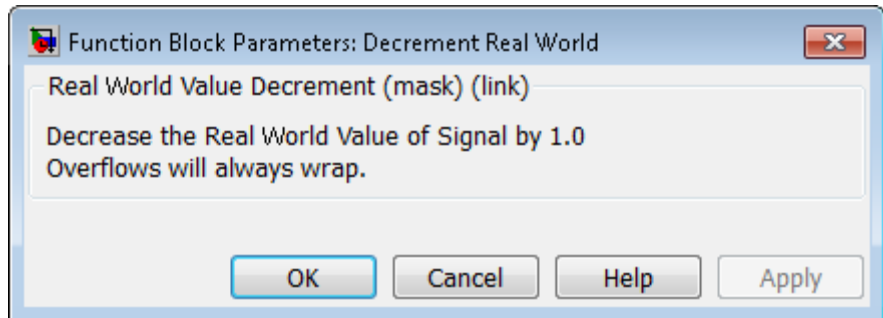 Function Block Parameters: Decrement Real World
Real World Value Decrement (mask) (link)
Decrease the Real World Value of Signal by 1.0
Overflows will always wrap.
OK Cancel Help Apply